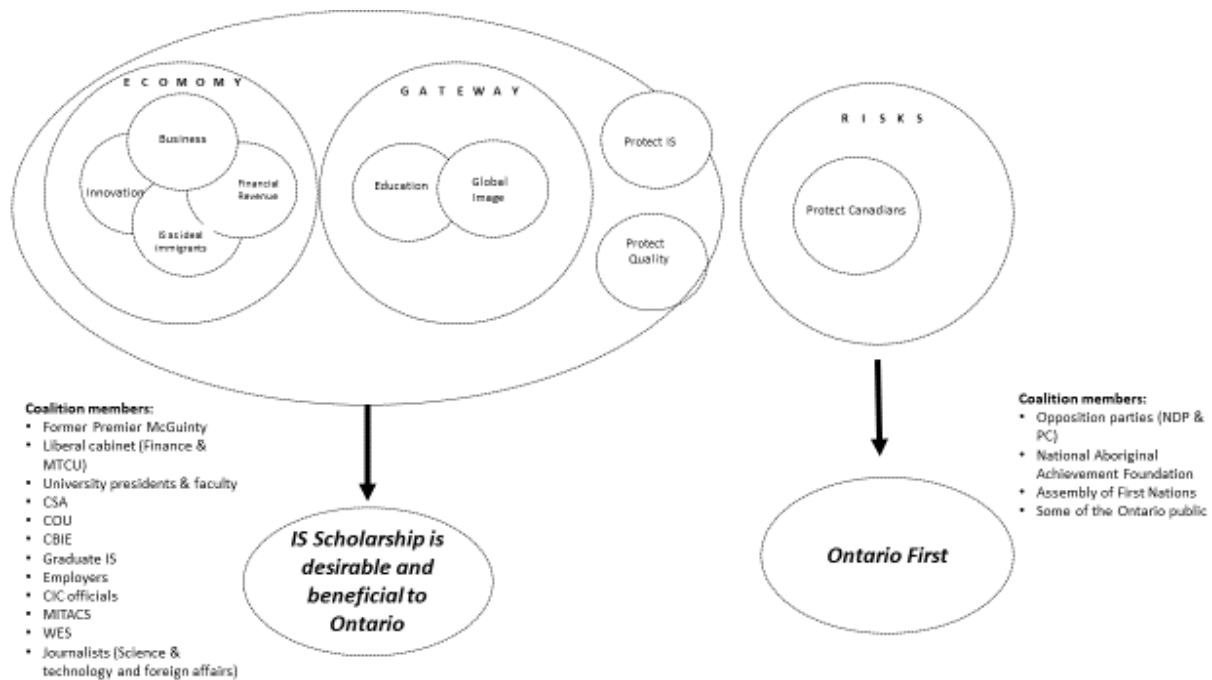 E C O M O M Y
Business
Innovation
Financial
Revenue
IS as ideal
immigrants
G A T E W A Y
Education
Global
Image
Protect IS
Protect
Quality
R I S K S
Protect Canadians
Coalition members:
• Former Premier McGuinty
• Liberal cabinet (Finance &
MTCU)
• University presidents & faculty
• CSA
• COU
• CBIE
• Graduate IS
• Employers
• CIC officials
• MITACS
• WES
• Journalists (Science &
technology and foreign affairs)
IS Scholarship is
desirable and
beneficial to
Ontario
Coalition members:
• Opposition parties (NDP &
PC)
• National Aboriginal
Achievement Foundation
• Assembly of First Nations
• Some of the Ontario public
Ontario First